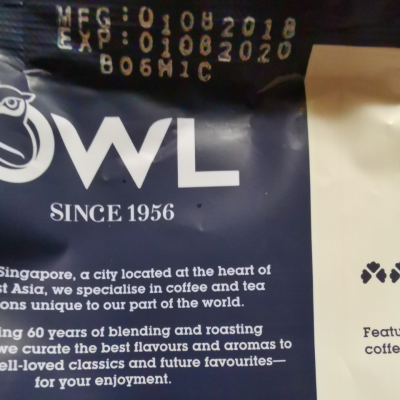 MFG:01082018
EXP:01082020
B06M1C
OWL
SINCE 1956
Singapore, a city located at the heart of
st Asia, we specialise in coffee and tea
ons unique to our part of the world.
ing 60 years of blending and roasting
we curate the best flavours and aromas to
ell-loved classics and future favourites—
for your enjoyment.
Featu
coffe